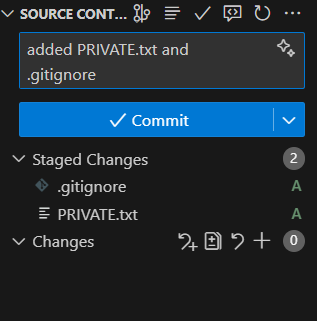 SOURCE CONT...
added PRIVATE.txt and
.gitignore
Commit
Staged Changes 2
.gitignore A
PRIVATE.txt A
Changes 0